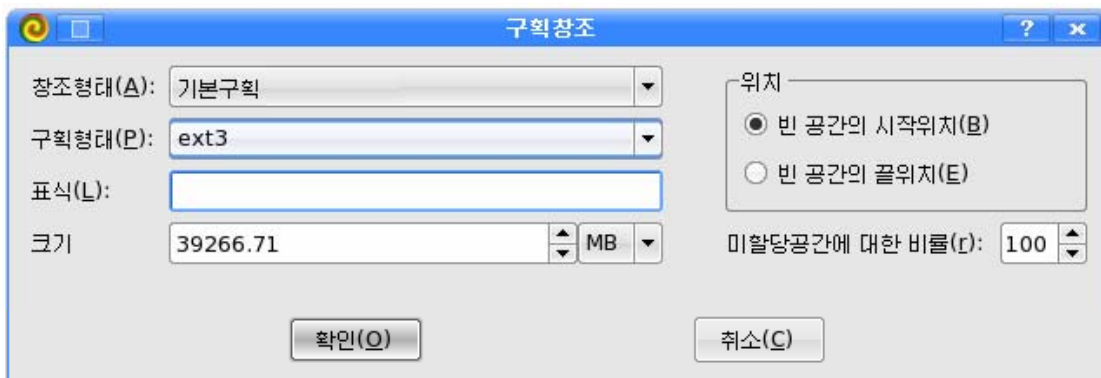 구획창조
창조형태(A): 기본구획
구획형태(P): ext3
표식(L):
크기 39266.71 MB
위치
빈 공간의 시작위치(B)
빈 공간의 끝위치(E)
미할당공간에 대한 비률(r): 100
확인(O)
취소(C)